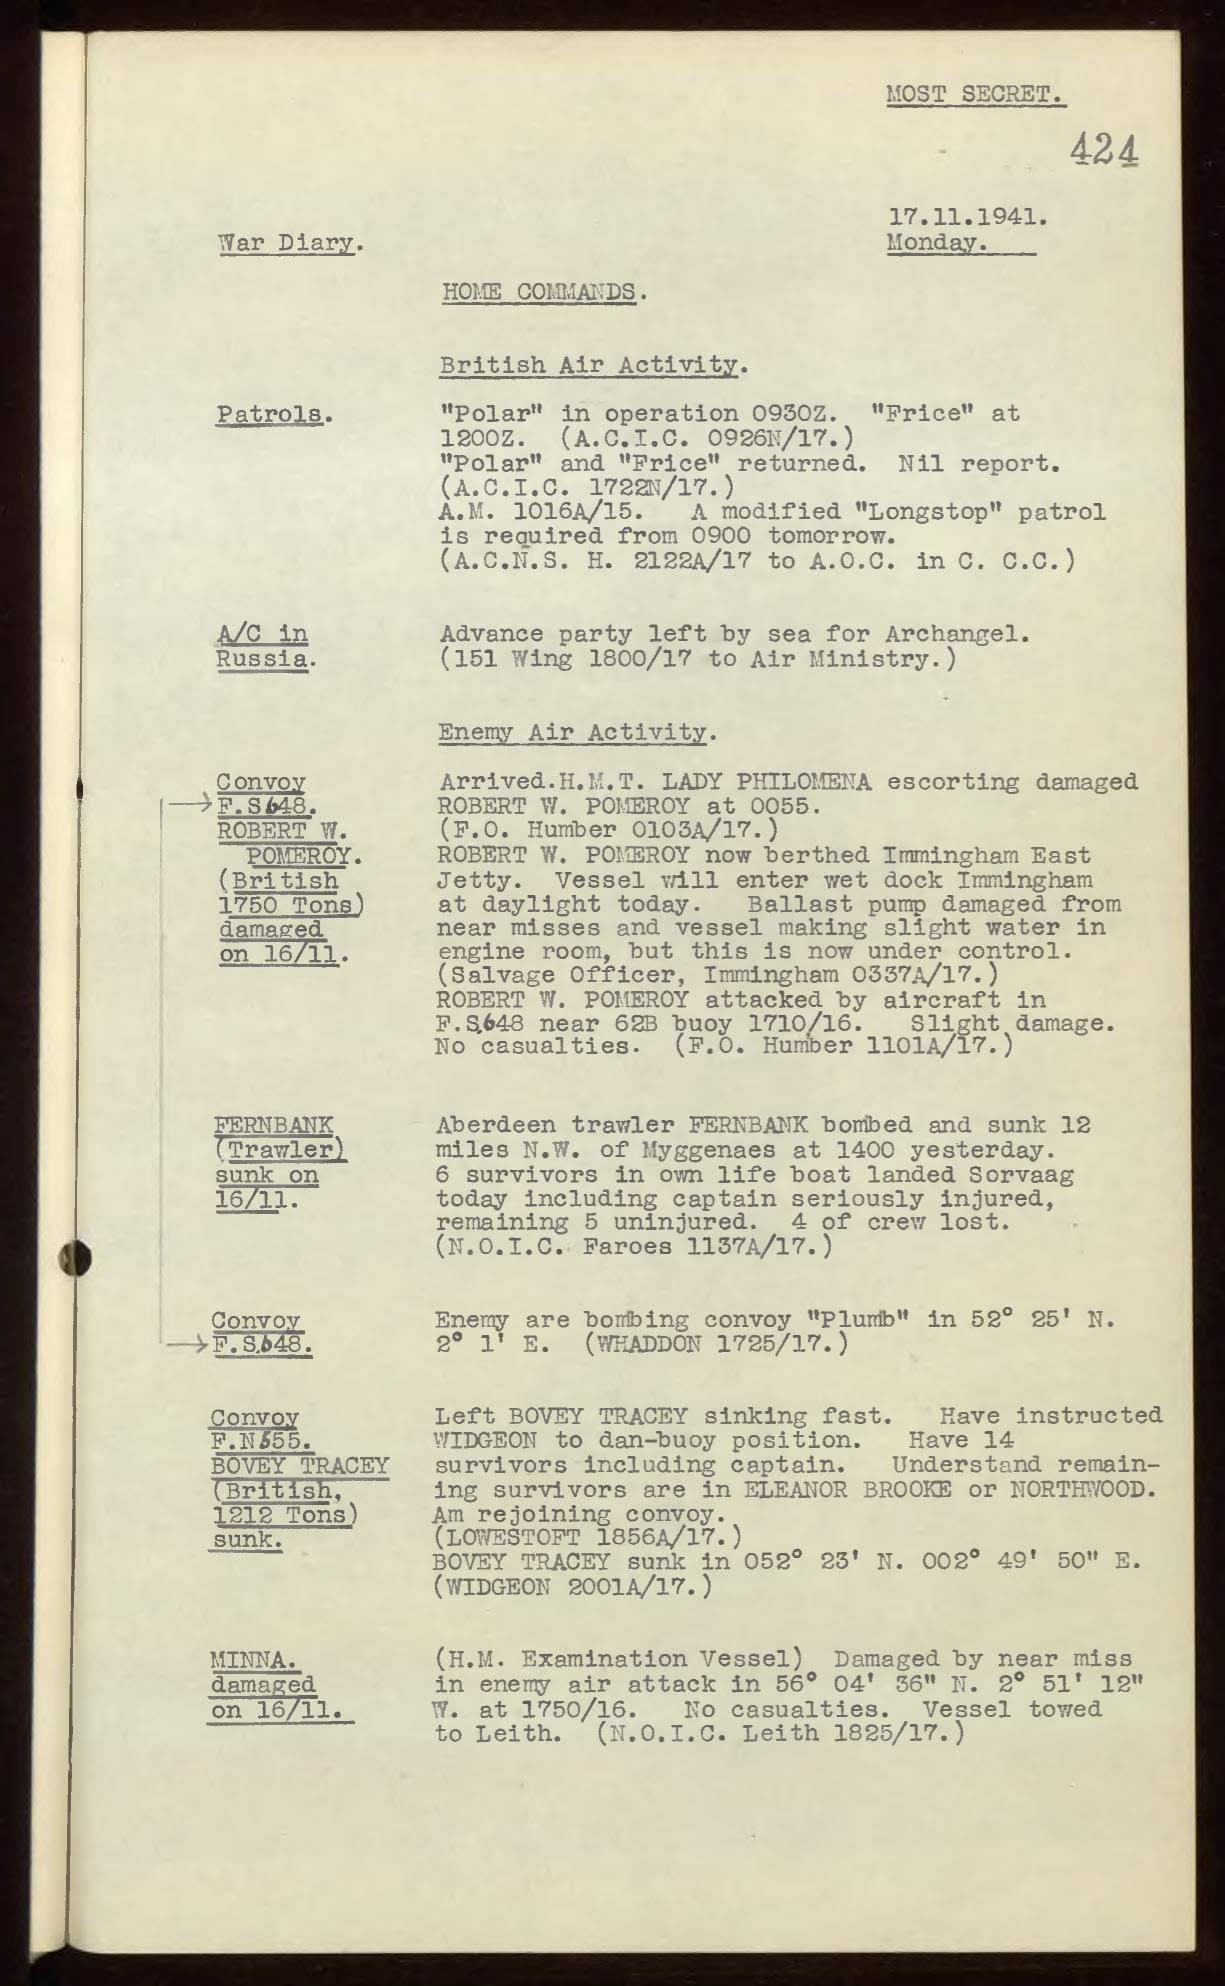 MOST SECRET.
424
17.11.1941.
War Diary.
Monday.
HOME COMMANDS.
British Air Activity.
Patrols.
"Polar" in operation 0930Z. "Frice" at
1200Z. (A.C.I.C. 0926N/17.)
"Polar" and "Frice" returned. Nil report.
(A.C.I.C. 1722N/17.)
A.M. 1016A/15. A modified "Longstop" patrol
is required from 0900 tomorrow.
(A.C.N.S. H. 2122A/17 to A.O.C. in C. C.C.)
A/C in
Russia.
Advance party left by sea for Archangel.
(151 Wing 1800/17 to Air Ministry.)
Enemy Air Activity.
Convoy
F.S.648.
ROBERT W.
POMEROY.
(British
1750 Tons)
damaged
on 16/11.
Arrived.H.M.T. LADY PHILOMENA escorting damaged
ROBERT W. POMEROY at 0055.
(F.O. Humber 0103A/17.)
ROBERT W. POMEROY now berthed Immingham East
Jetty. Vessel will enter wet dock Immingham
at daylight today. Ballast pump damaged from
near misses and vessel making slight water in
engine room, but this is now under control.
(Salvage Officer, Immingham 0337A/17.)
ROBERT W. POMEROY attacked by aircraft in
F.S.648 near 62B buoy 1710/16. Slight damage.
No casualties. (F.O. Humber 1101A/17.)
FERNBANK
(Trawler)
sunk on
16/11.
Aberdeen trawler FERNBANK bombed and sunk 12
miles N.W. of Myggenaes at 1400 yesterday.
6 survivors in own life boat landed Sorvaag
today including captain seriously injured,
remaining 5 uninjured. 4 of crew lost.
(N.O.I.C. Faroes 1137A/17.)
Convoy
F.S.648.
Enemy are bombing convoy "Plumb" in 52° 25' N.
2° 1' E. (WHADDON 1725/17.)
Convoy
F.N.555.
BOVEY TRACEY
(British,
1212 Tons)
sunk.
Left BOVEY TRACEY sinking fast. Have instructed
WIDGEON to dan-buoy position. Have 14
survivors including captain. Understand remain-
ing survivors are in ELEANOR BROOKE or NORTHWOOD.
Am rejoining convoy.
(LOWESTOFT 1856A/17.)
BOVEY TRACEY sunk in 052° 23' N. 002° 49' 50" E.
(WIDGEON 2001A/17.)
MINNA.
damaged
on 16/11.
(H.M. Examination Vessel) Damaged by near miss
in enemy air attack in 56° 04' 36" N. 2° 51' 12"
W. at 1750/16. No casualties. Vessel towed
to Leith. (N.O.I.C. Leith 1825/17.)